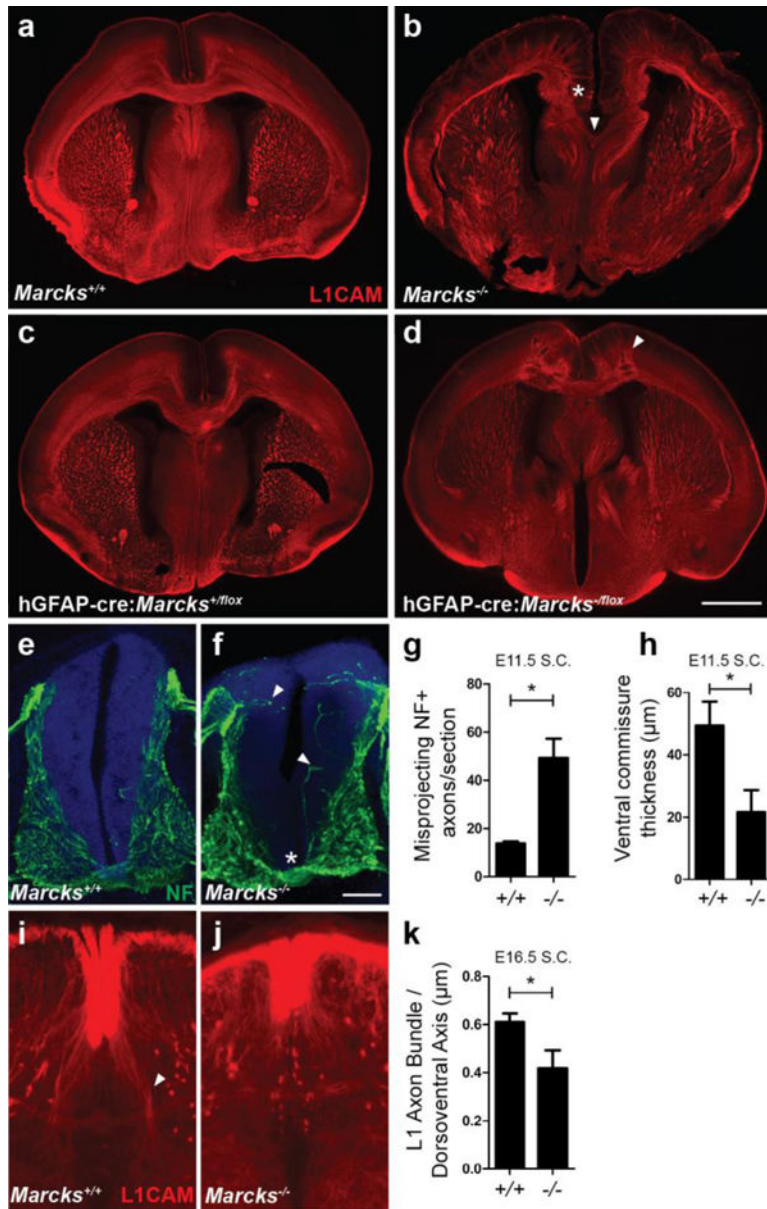 a
Marcks+/+
L1CAM
b
*
Marcks-/-
c
hGFAP-cre:Marcks+/flox
d
hGFAP-cre:Marcks-/flox
e
Marcks+/+
NF
f
*
Marcks-/-
g
E11.5 S.C.
*
Misprojecting NF+
axons/section
80
60
40
20
0
+/+
-/-
h
E11.5 S.C.
*
Ventral commissure
thickness (µm)
60
40
20
0
+/+
-/-
i
Marcks+/+
L1CAM
j
Marcks-/-
k
E16.5 S.C.
*
L1 Axon Bundle /
Dorsoventral Axis (µm)
0.8
0.6
0.4
0.2
0.0
+/+
-/-